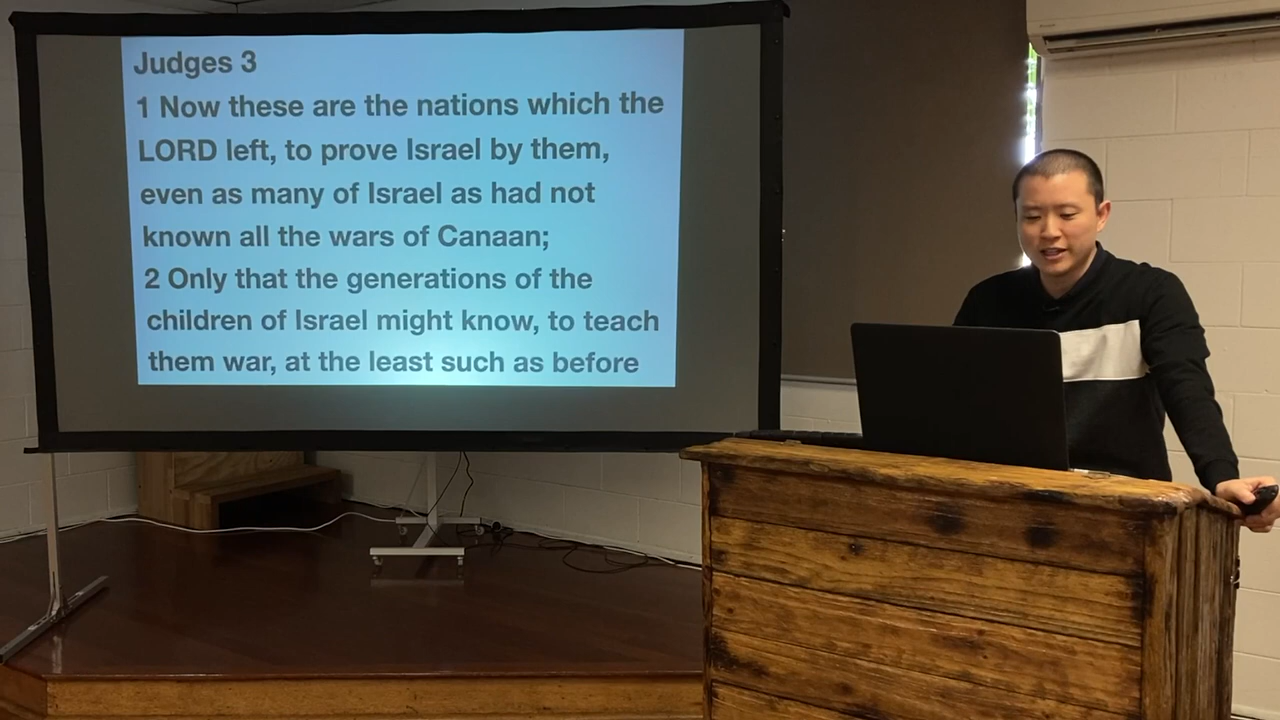 Judges 3
1 Now these are the nations which the
LORD left, to prove Israel by them,
even as many of Israel as had not
known all the wars of Canaan;
2 Only that the generations of the
children of Israel might know, to teach
them war, at the least such as before